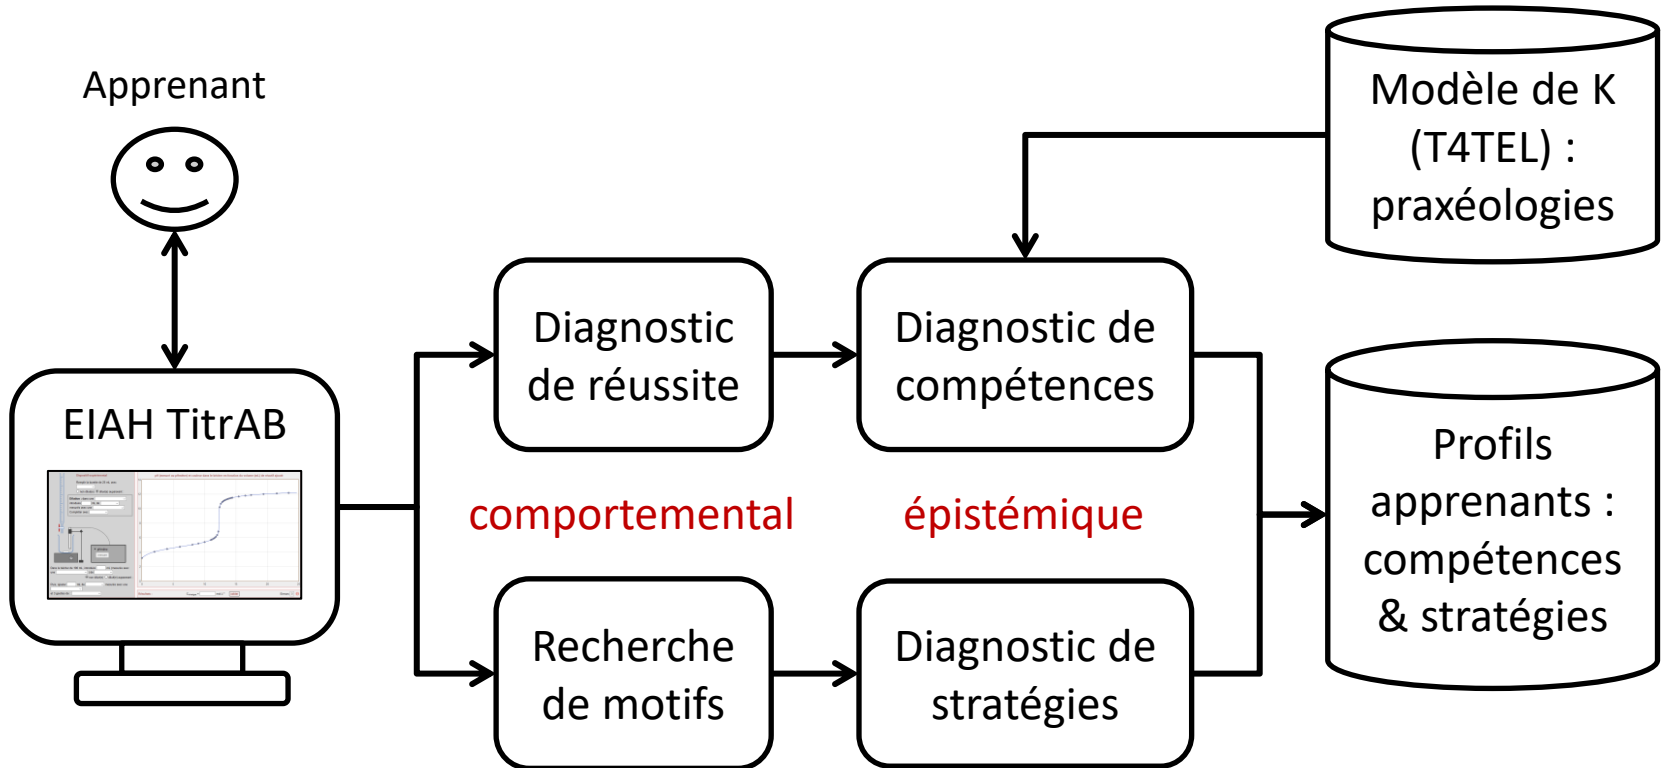 Apprenant
Modèle de K
(T4TEL) :
praxéologies
EIAH TitrAB
Diagnostic
de réussite
Diagnostic de
compétences
comportemental
épistémique
Recherche
de motifs
Diagnostic de
stratégies
Profils
apprenants :
compétences
& stratégies